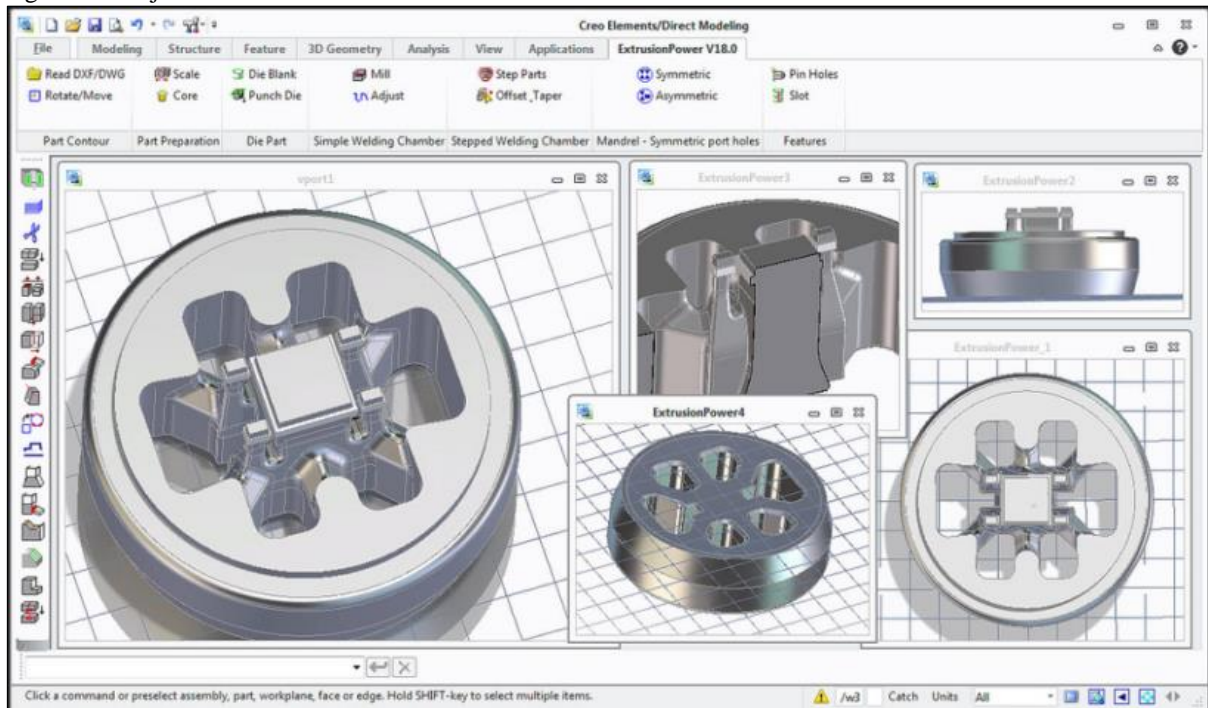 Creo Elements/Direct Modeling
File Modeling Structure Feature 3D Geometry Analysis View Applications ExtrusionPower V18.0
Read DXF/DWG Scale Die Blank Mill Step Parts Symmetric Pin Holes
Rotate/Move Core Punch Die Adjust Offset_Taper Asymmetric Slot
Part Contour Part Preparation Die Part Simple Welding Chamber Stepped Welding Chamber Mandrel - Symmetric port holes Features
vport1 ExtrusionPower3 ExtrusionPower2
ExtrusionPower_1
ExtrusionPower4
Click a command or preselect assembly, part, workplane, face or edge. Hold SHIFT-key to select multiple items. /w3 Catch Units All